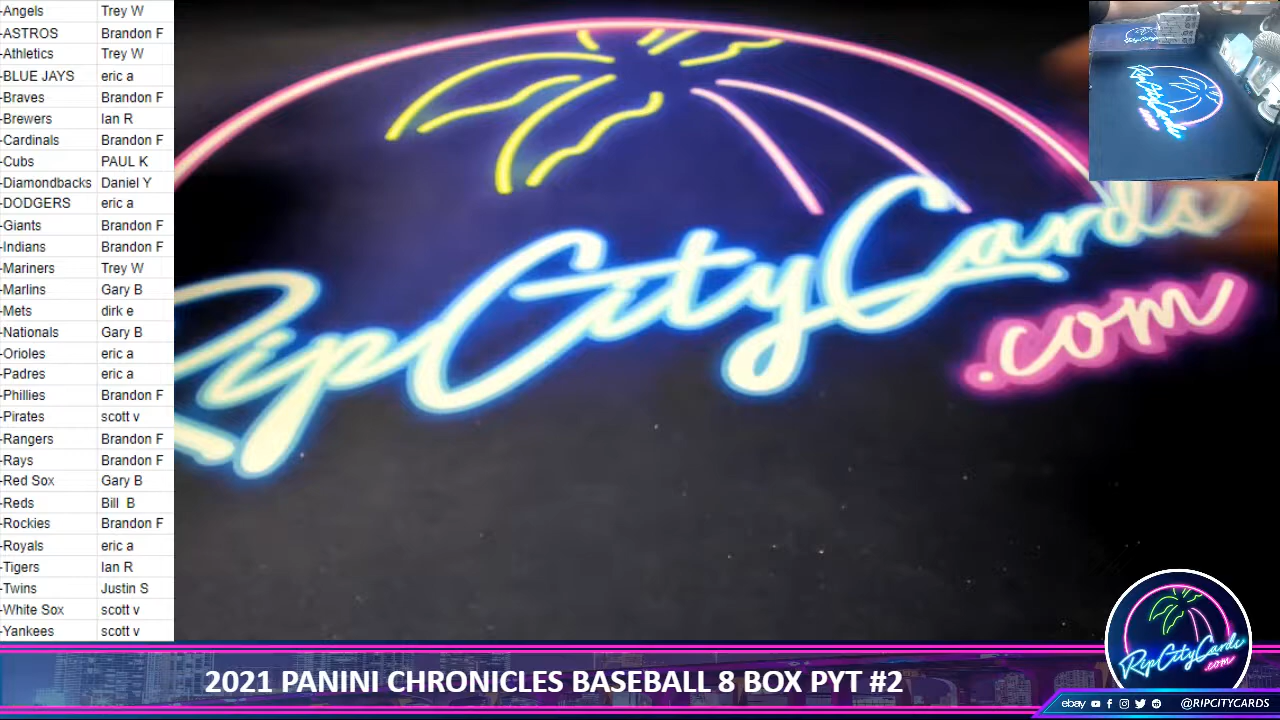 -Angels Trey W
-ASTROS Brandon F
-Athletics Trey W
-BLUE JAYS eric a
-Braves Brandon F
-Brewers Ian R
-Cardinals Brandon F
-Cubs PAUL K
-Diamondbacks Daniel Y
-DODGERS eric a
-Giants Brandon F
-Indians Brandon F
-Mariners Trey W
-Marlins Gary B
-Mets dirk e
-Nationals Gary B
-Orioles eric a
-Padres eric a
-Phillies Brandon F
-Pirates scott v
-Rangers Brandon F
-Rays Brandon F
-Red Sox Gary B
-Reds Bill B
-Rockies Brandon F
-Royals eric a
-Tigers Ian R
-Twins Justin S
-White Sox scott v
-Yankees scott v
RipCityCards
.com
RipCityCards
RipCityCards
.com
2021 PANINI CHRONICLES BASEBALL 8 BOX PYT #2
ebay @RIPCITYCARDS